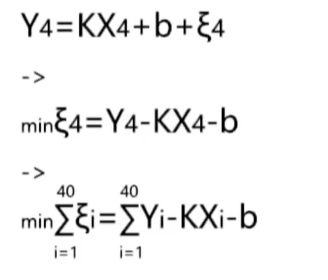 Y4=KX4+b+ξ4
->
minξ4=Y4-KX4-b
->
40 40
min∑ξi=∑Yi-KXi-b
i=1 i=1